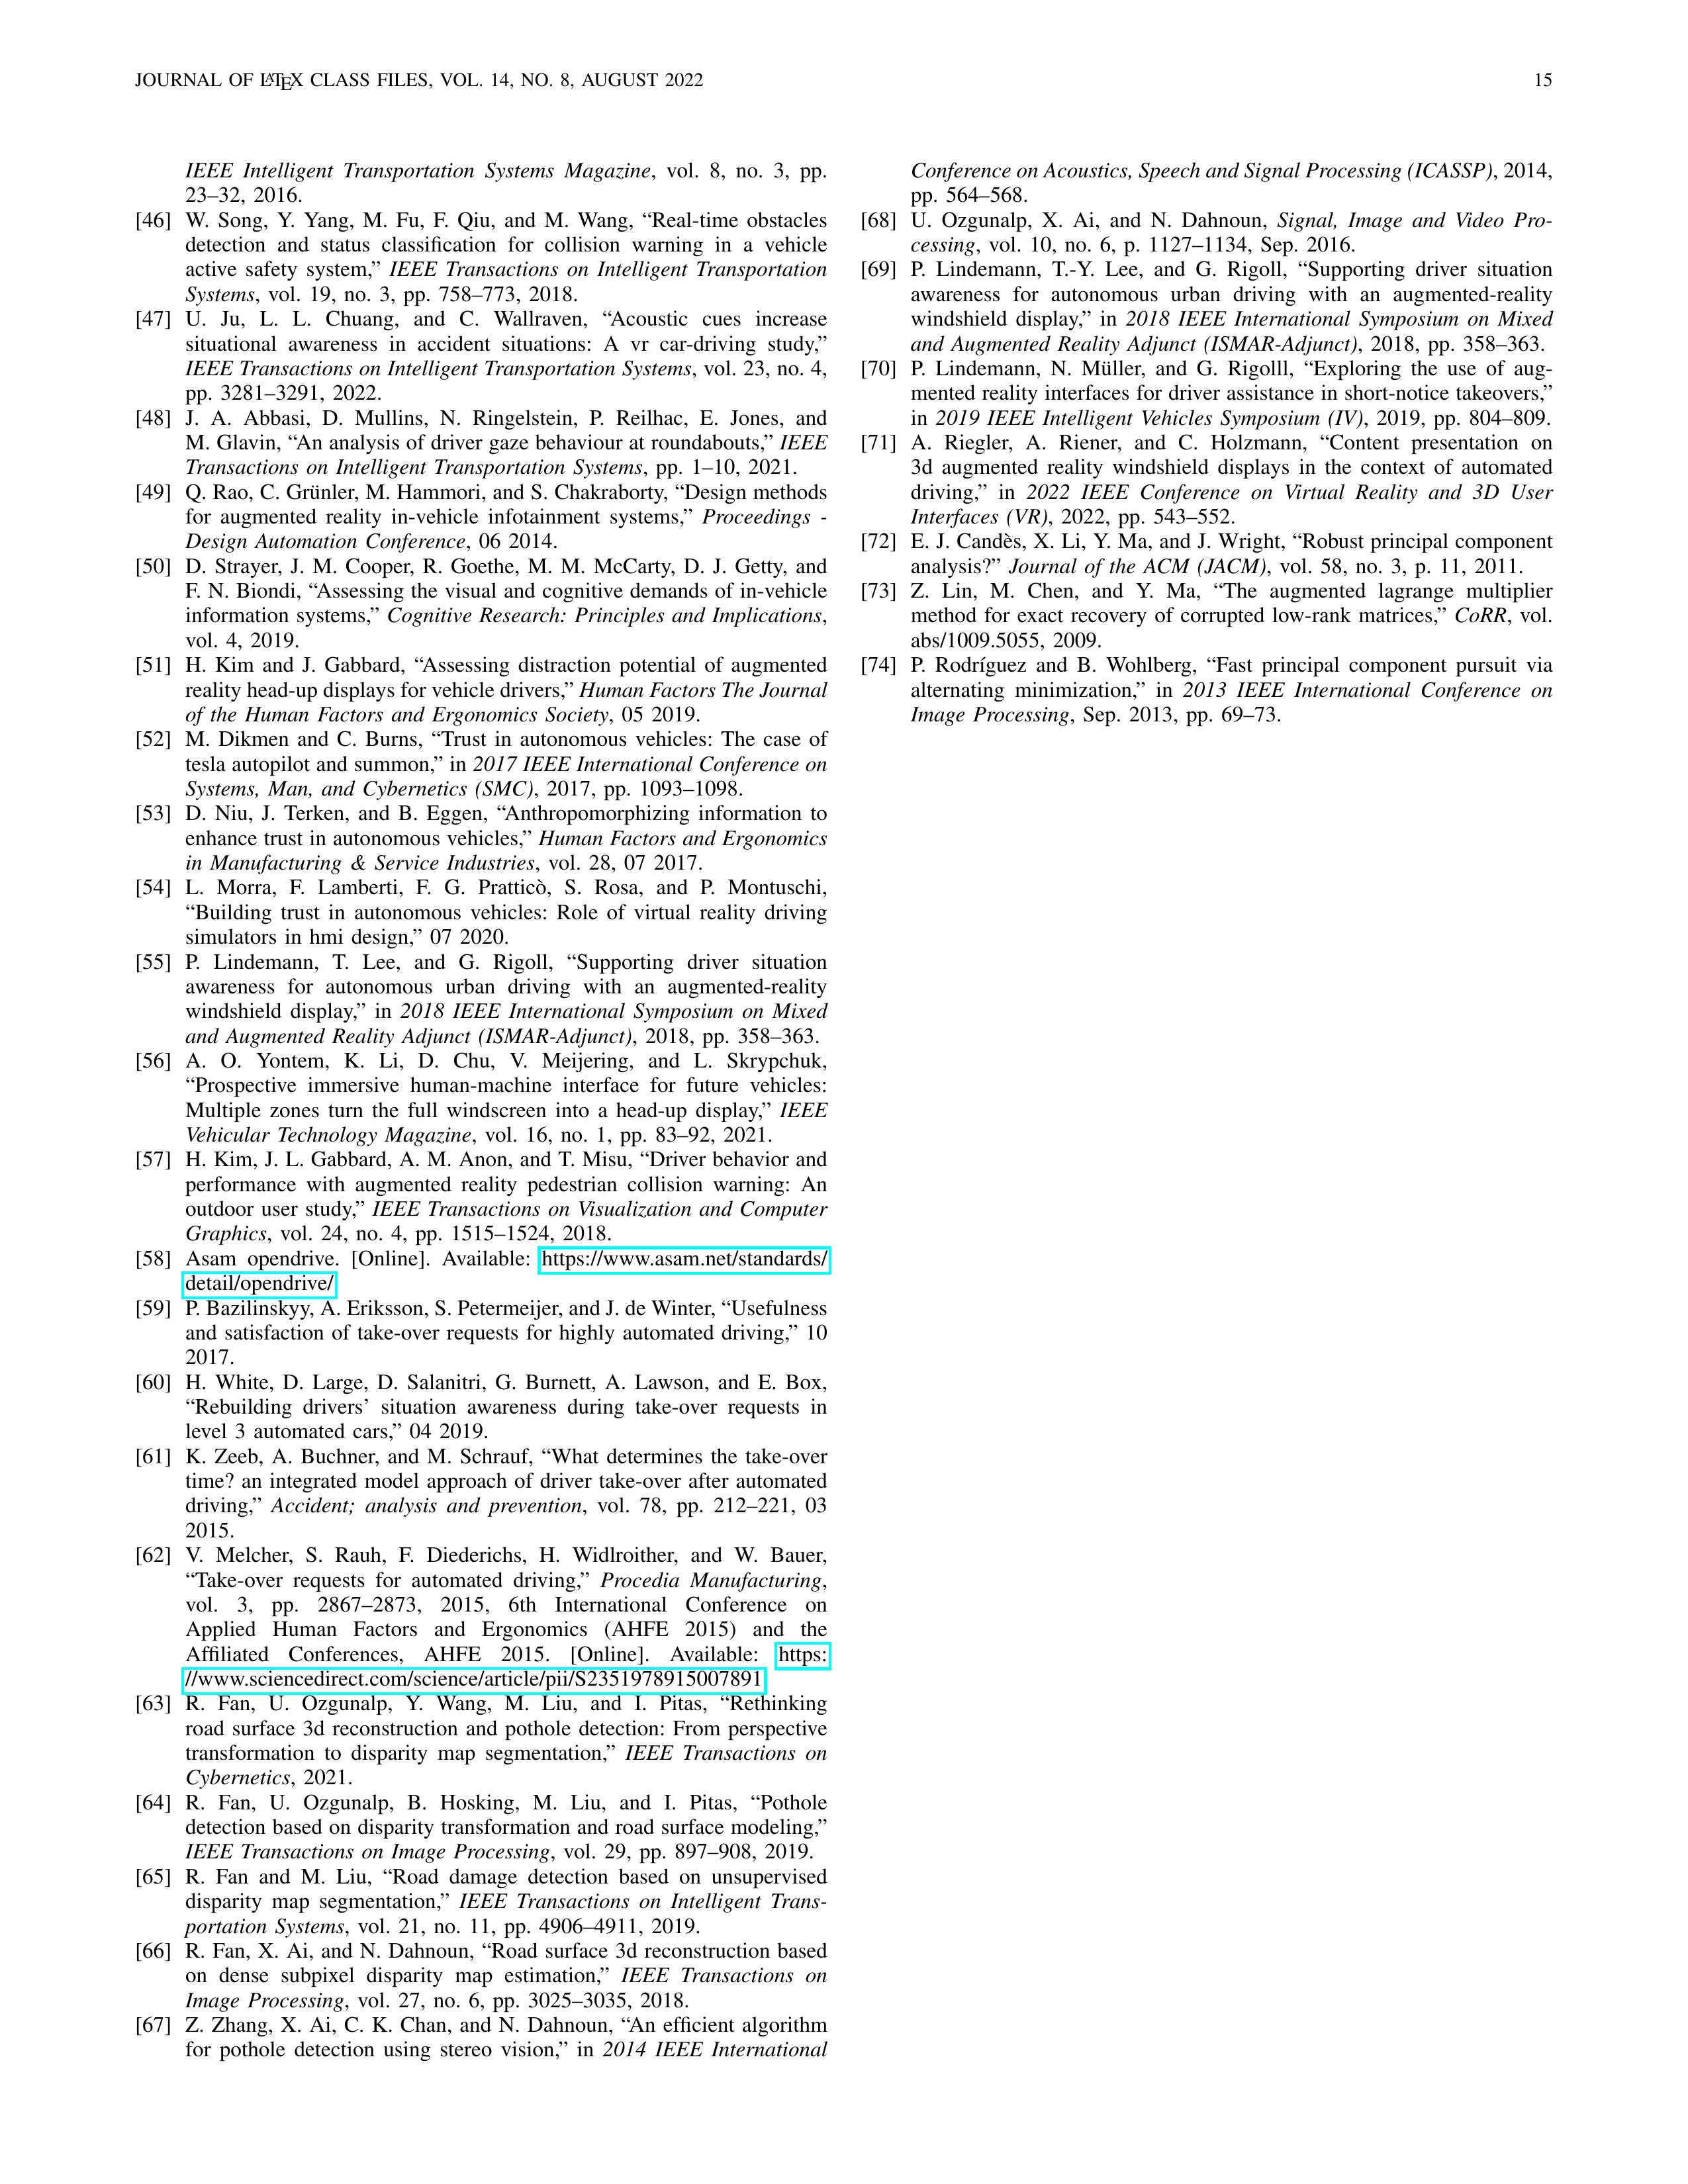 JOURNAL OF LATEX CLASS FILES, VOL. 14, NO. 8, AUGUST 2022
15
IEEE Intelligent Transportation Systems Magazine, vol. 8, no. 3, pp.
23–32, 2016.
[46] W. Song, Y. Yang, M. Fu, F. Qiu, and M. Wang, “Real-time obstacles
detection and status classification for collision warning in a vehicle
active safety system,” IEEE Transactions on Intelligent Transportation
Systems, vol. 19, no. 3, pp. 758–773, 2018.
[47] U. Ju, L. L. Chuang, and C. Wallraven, “Acoustic cues increase
situational awareness in accident situations: A vr car-driving study,”
IEEE Transactions on Intelligent Transportation Systems, vol. 23, no. 4,
pp. 3281–3291, 2022.
[48] J. A. Abbasi, D. Mullins, N. Ringelstein, P. Reilhac, E. Jones, and
M. Glavin, “An analysis of driver gaze behaviour at roundabouts,” IEEE
Transactions on Intelligent Transportation Systems, pp. 1–10, 2021.
[49] Q. Rao, C. Grünler, M. Hammori, and S. Chakraborty, “Design methods
for augmented reality in-vehicle infotainment systems,” Proceedings -
Design Automation Conference, 06 2014.
[50] D. Strayer, J. M. Cooper, R. Goethe, M. M. McCarty, D. J. Getty, and
F. N. Biondi, “Assessing the visual and cognitive demands of in-vehicle
information systems,” Cognitive Research: Principles and Implications,
vol. 4, 2019.
[51] H. Kim and J. Gabbard, “Assessing distraction potential of augmented
reality head-up displays for vehicle drivers,” Human Factors The Journal
of the Human Factors and Ergonomics Society, 05 2019.
[52] M. Dikmen and C. Burns, “Trust in autonomous vehicles: The case of
tesla autopilot and summon,” in 2017 IEEE International Conference on
Systems, Man, and Cybernetics (SMC), 2017, pp. 1093–1098.
[53] D. Niu, J. Terken, and B. Eggen, “Anthropomorphizing information to
enhance trust in autonomous vehicles,” Human Factors and Ergonomics
in Manufacturing & Service Industries, vol. 28, 07 2017.
[54] L. Morra, F. Lamberti, F. G. Pratticò, S. Rosa, and P. Montuschi,
“Building trust in autonomous vehicles: Role of virtual reality driving
simulators in hmi design,” 07 2020.
[55] P. Lindemann, T. Lee, and G. Rigoll, “Supporting driver situation
awareness for autonomous urban driving with an augmented-reality
windshield display,” in 2018 IEEE International Symposium on Mixed
and Augmented Reality Adjunct (ISMAR-Adjunct), 2018, pp. 358–363.
[56] A. O. Yontem, K. Li, D. Chu, V. Meijering, and L. Skrypchuk,
“Prospective immersive human-machine interface for future vehicles:
Multiple zones turn the full windscreen into a head-up display,” IEEE
Vehicular Technology Magazine, vol. 16, no. 1, pp. 83–92, 2021.
[57] H. Kim, J. L. Gabbard, A. M. Anon, and T. Misu, “Driver behavior and
performance with augmented reality pedestrian collision warning: An
outdoor user study,” IEEE Transactions on Visualization and Computer
Graphics, vol. 24, no. 4, pp. 1515–1524, 2018.
[58] Asam opendrive. [Online]. Available: https://www.asam.net/standards/
detail/opendrive/
[59] P. Bazilinskyy, A. Eriksson, S. Petermeijer, and J. de Winter, “Usefulness
and satisfaction of take-over requests for highly automated driving,” 10
2017.
[60] H. White, D. Large, D. Salanitri, G. Burnett, A. Lawson, and E. Box,
“Rebuilding drivers’ situation awareness during take-over requests in
level 3 automated cars,” 04 2019.
[61] K. Zeeb, A. Buchner, and M. Schrauf, “What determines the take-over
time? an integrated model approach of driver take-over after automated
driving,” Accident; analysis and prevention, vol. 78, pp. 212–221, 03
2015.
[62] V. Melcher, S. Rauh, F. Diederichs, H. Widlroither, and W. Bauer,
“Take-over requests for automated driving,” Procedia Manufacturing,
vol. 3, pp. 2867–2873, 2015, 6th International Conference on
Applied Human Factors and Ergonomics (AHFE 2015) and the
Affiliated Conferences, AHFE 2015. [Online]. Available: https:
//www.sciencedirect.com/science/article/pii/S2351978915007891
[63] R. Fan, U. Ozgunalp, Y. Wang, M. Liu, and I. Pitas, “Rethinking
road surface 3d reconstruction and pothole detection: From perspective
transformation to disparity map segmentation,” IEEE Transactions on
Cybernetics, 2021.
[64] R. Fan, U. Ozgunalp, B. Hosking, M. Liu, and I. Pitas, “Pothole
detection based on disparity transformation and road surface modeling,”
IEEE Transactions on Image Processing, vol. 29, pp. 897–908, 2019.
[65] R. Fan and M. Liu, “Road damage detection based on unsupervised
disparity map segmentation,” IEEE Transactions on Intelligent Trans-
portation Systems, vol. 21, no. 11, pp. 4906–4911, 2019.
[66] R. Fan, X. Ai, and N. Dahnoun, “Road surface 3d reconstruction based
on dense subpixel disparity map estimation,” IEEE Transactions on
Image Processing, vol. 27, no. 6, pp. 3025–3035, 2018.
[67] Z. Zhang, X. Ai, C. K. Chan, and N. Dahnoun, “An efficient algorithm
for pothole detection using stereo vision,” in 2014 IEEE International
Conference on Acoustics, Speech and Signal Processing (ICASSP), 2014,
pp. 564–568.
[68] U. Ozgunalp, X. Ai, and N. Dahnoun, Signal, Image and Video Pro-
cessing, vol. 10, no. 6, p. 1127–1134, Sep. 2016.
[69] P. Lindemann, T.-Y. Lee, and G. Rigoll, “Supporting driver situation
awareness for autonomous urban driving with an augmented-reality
windshield display,” in 2018 IEEE International Symposium on Mixed
and Augmented Reality Adjunct (ISMAR-Adjunct), 2018, pp. 358–363.
[70] P. Lindemann, N. Müller, and G. Rigolll, “Exploring the use of aug-
mented reality interfaces for driver assistance in short-notice takeovers,”
in 2019 IEEE Intelligent Vehicles Symposium (IV), 2019, pp. 804–809.
[71] A. Riegler, A. Riener, and C. Holzmann, “Content presentation on
3d augmented reality windshield displays in the context of automated
driving,” in 2022 IEEE Conference on Virtual Reality and 3D User
Interfaces (VR), 2022, pp. 543–552.
[72] E. J. Candès, X. Li, Y. Ma, and J. Wright, “Robust principal component
analysis?” Journal of the ACM (JACM), vol. 58, no. 3, p. 11, 2011.
[73] Z. Lin, M. Chen, and Y. Ma, “The augmented lagrange multiplier
method for exact recovery of corrupted low-rank matrices,” CoRR, vol.
abs/1009.5055, 2009.
[74] P. Rodríguez and B. Wohlberg, “Fast principal component pursuit via
alternating minimization,” in 2013 IEEE International Conference on
Image Processing, Sep. 2013, pp. 69–73.